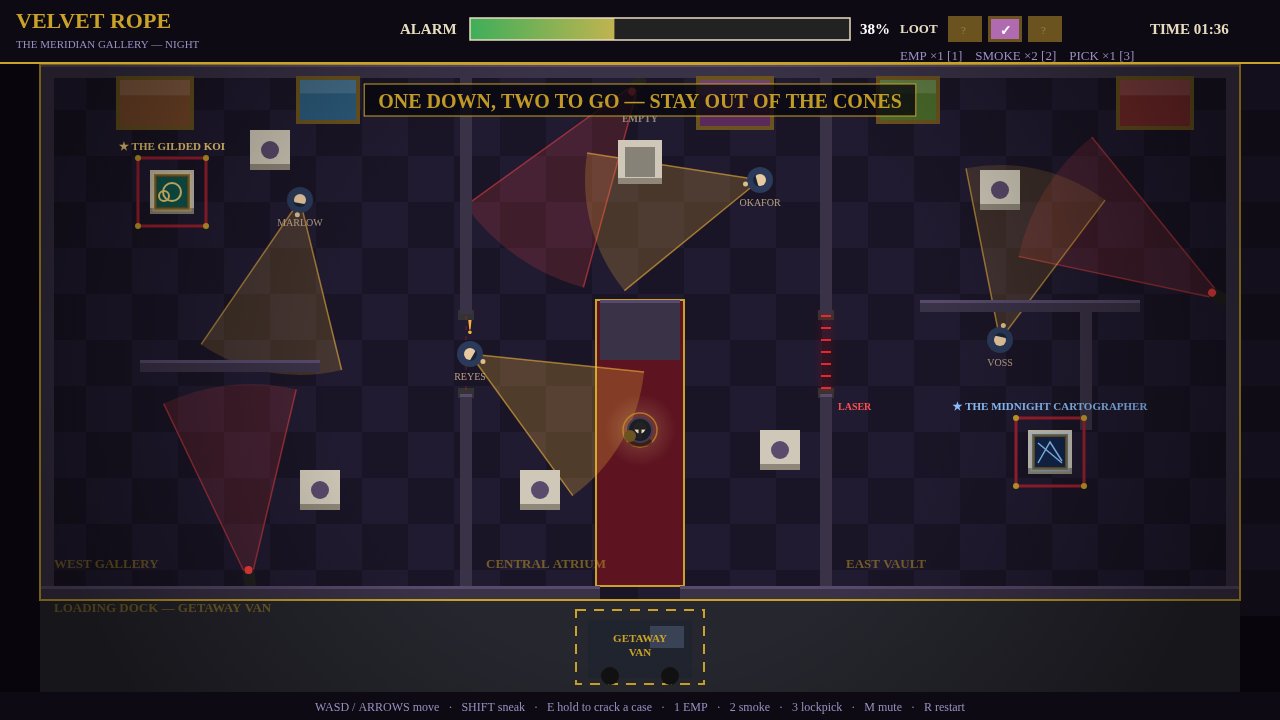 VELVET ROPE
THE MERIDIAN GALLERY — NIGHT
ALARM
38%
LOOT
? ✓ ?
TIME 01:36
EMP ×1 [1] SMOKE ×2 [2] PICK ×1 [3]
ONE DOWN, TWO TO GO — STAY OUT OF THE CONES
EMPTY
★ THE GILDED KOI
MARLOW
OKAFOR
!
REYES
VOSS
LASER
★ THE MIDNIGHT CARTOGRAPHER
WEST GALLERY
CENTRAL ATRIUM
EAST VAULT
LOADING DOCK — GETAWAY VAN
GETAWAY
VAN
WASD / ARROWS move · SHIFT sneak · E hold to crack a case · 1 EMP · 2 smoke · 3 lockpick · M mute · R restart